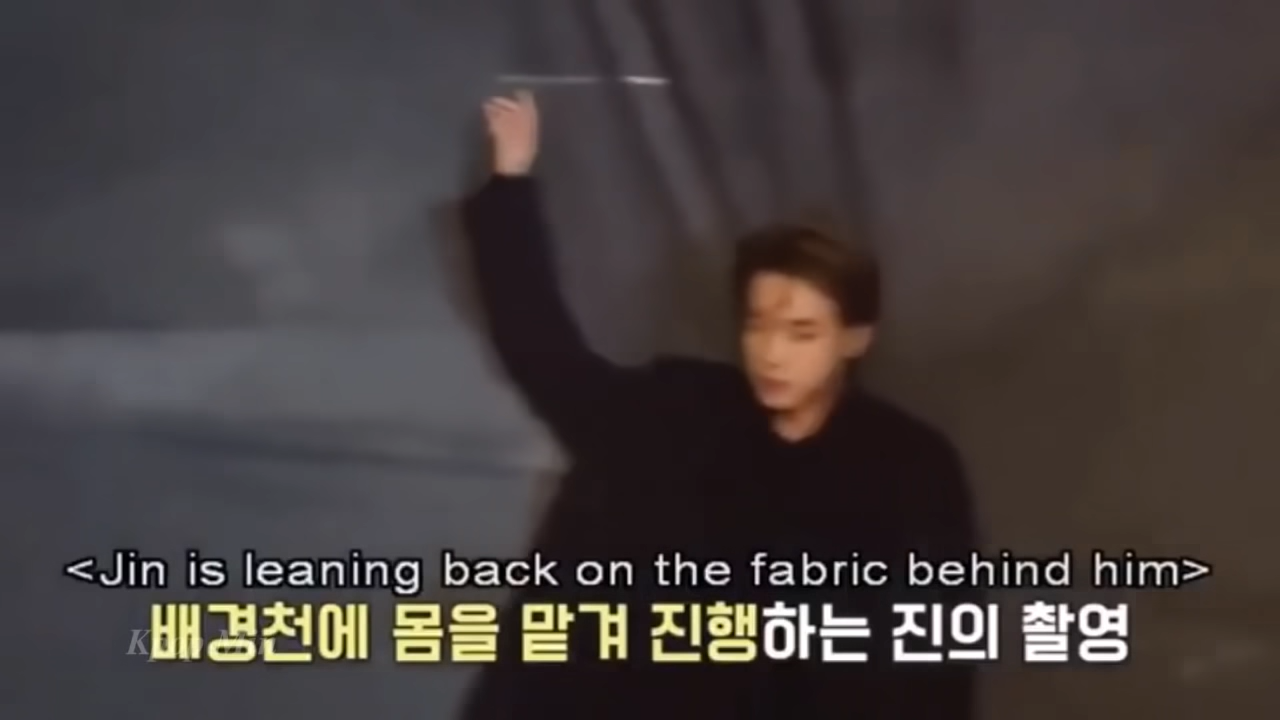 <Jin is leaning back on the fabric behind him>
배경천에 몸을 맡겨 진행하는 진의 촬영